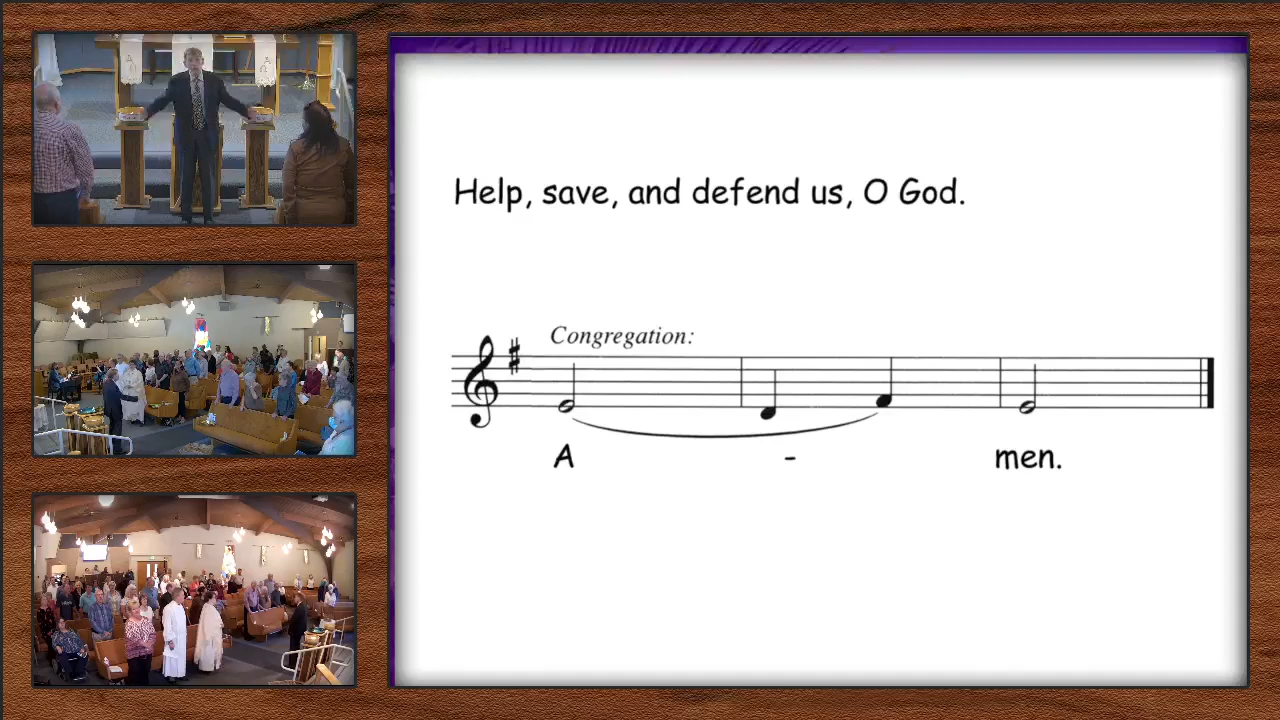 Help, save, and defend us, O God.
Congregation:
A - men.